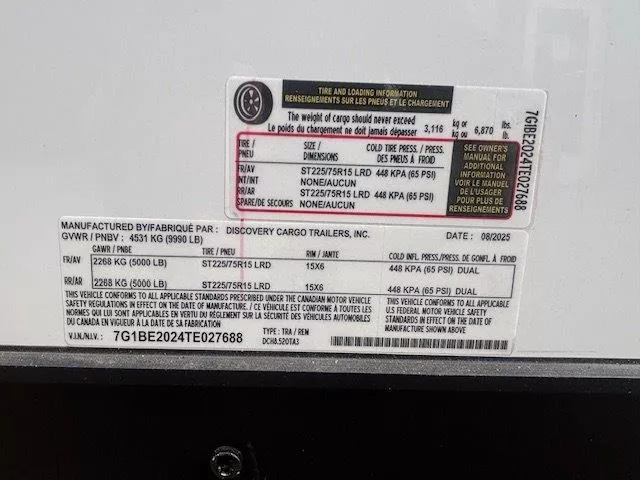 TIRE AND LOADING INFORMATION
RENSEIGNEMENTS SUR LES PNEUS ET LE CHARGEMENT
The weight of cargo should never exceed
Le poids du chargement ne doit jamais dépasser 3,116 kg or kg ou 6,870 lbs. lb.
TIRE / PNEU SIZE / DIMENSIONS COLD TIRE PRESS. / PRESS. DES PNEUS À FROID
FR/AV ST225/75R15 LRD 448 KPA (65 PSI)
INT/INT NONE/AUCUN
RR/AR ST225/75R15 LRD 448 KPA (65 PSI)
SPARE/DE SECOURS NONE/AUCUN
SEE OWNER'S
MANUAL FOR
ADDITIONAL
INFORMATION
VOIR LE MANUEL
DE L'USAGER
POUR PLUS DE
RENSEIGNEMENTS
7G1BE2024TE027688
MANUFACTURED BY/FABRIQUÉ PAR : DISCOVERY CARGO TRAILERS, INC. DATE : 08/2025
GVWR / PNBV : 4531 KG (9990 LB)
GAWR / PNBE TIRE / PNEU RIM / JANTE COLD INFL. PRESS./PRESS. DE GONFL. À FROID
FR/AV 2268 KG (5000 LB) ST225/75R15 LRD 15X6 448 KPA (65 PSI) DUAL
RR/AR 2268 KG (5000 LB) ST225/75R15 LRD 15X6 448 KPA (65 PSI) DUAL
THIS VEHICLE CONFORMS TO ALL APPLICABLE STANDARDS PRESCRIBED UNDER THE CANADIAN MOTOR VEHICLE
SAFETY REGULATIONS IN EFFECT ON THE DATE OF MANUFACTURE / CE VÉHICULE EST CONFORME À TOUTES LES
NORMES QUI LUI SONT APPLICABLES EN VERTU DU RÈGLEMENT SUR LA SÉCURITÉ DES VÉHICULES AUTOMOBILES
DU CANADA EN VIGUEUR À LA DATE DE SA FABRICATION
THIS VEHICLE CONFORMS TO ALL APPLICABLE
U.S FEDERAL MOTOR VEHICLE SAFETY
STANDARDS IN EFFECT ON THE DATE OF
MANUFACTURE SHOWN ABOVE.
V.I.N./N.I.V. : 7G1BE2024TE027688
TYPE : TRA / REM
DCH8.520TA3